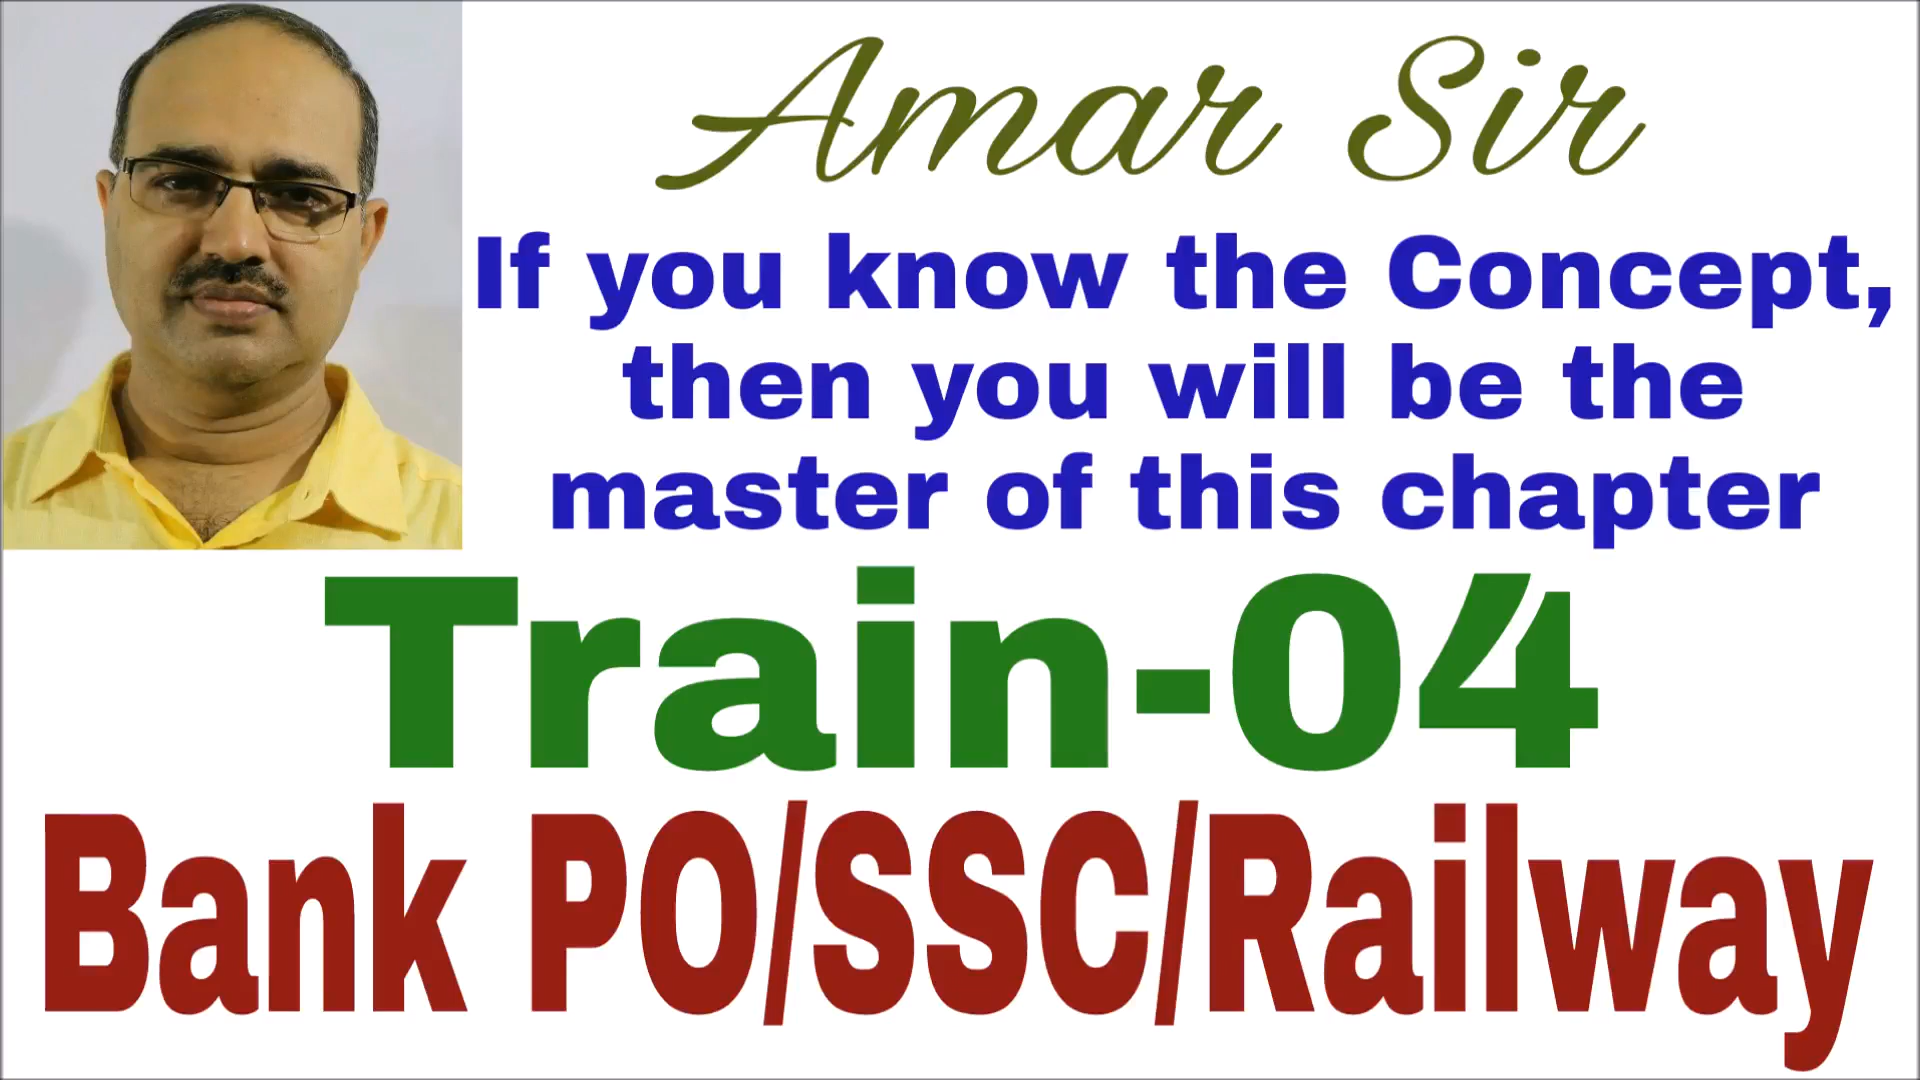 Amar Sir
If you know the Concept,
then you will be the
master of this chapter
Train-04
Bank PO/SSC/Railway